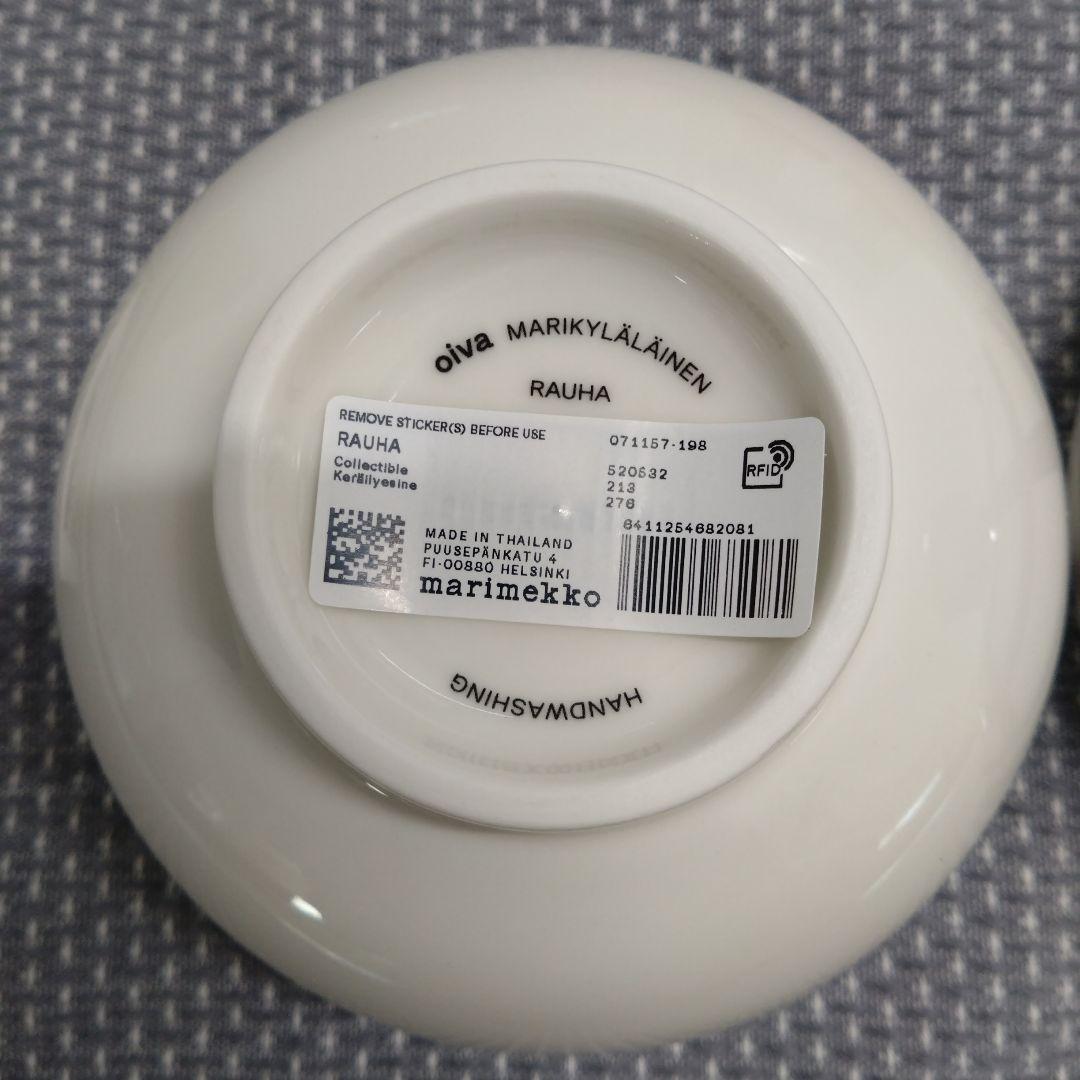 oiva MARIKYLÄLÄINEN
RAUHA
REMOVE STICKER(S) BEFORE USE
RAUHA
Collectible
Keräilyesine
071157-198
520632
213
276
RFID
6411254682081
MADE IN THAILAND
PUUSEPÄNKATU 4
FI-00880 HELSINKI
marimekko
HANDWASHING